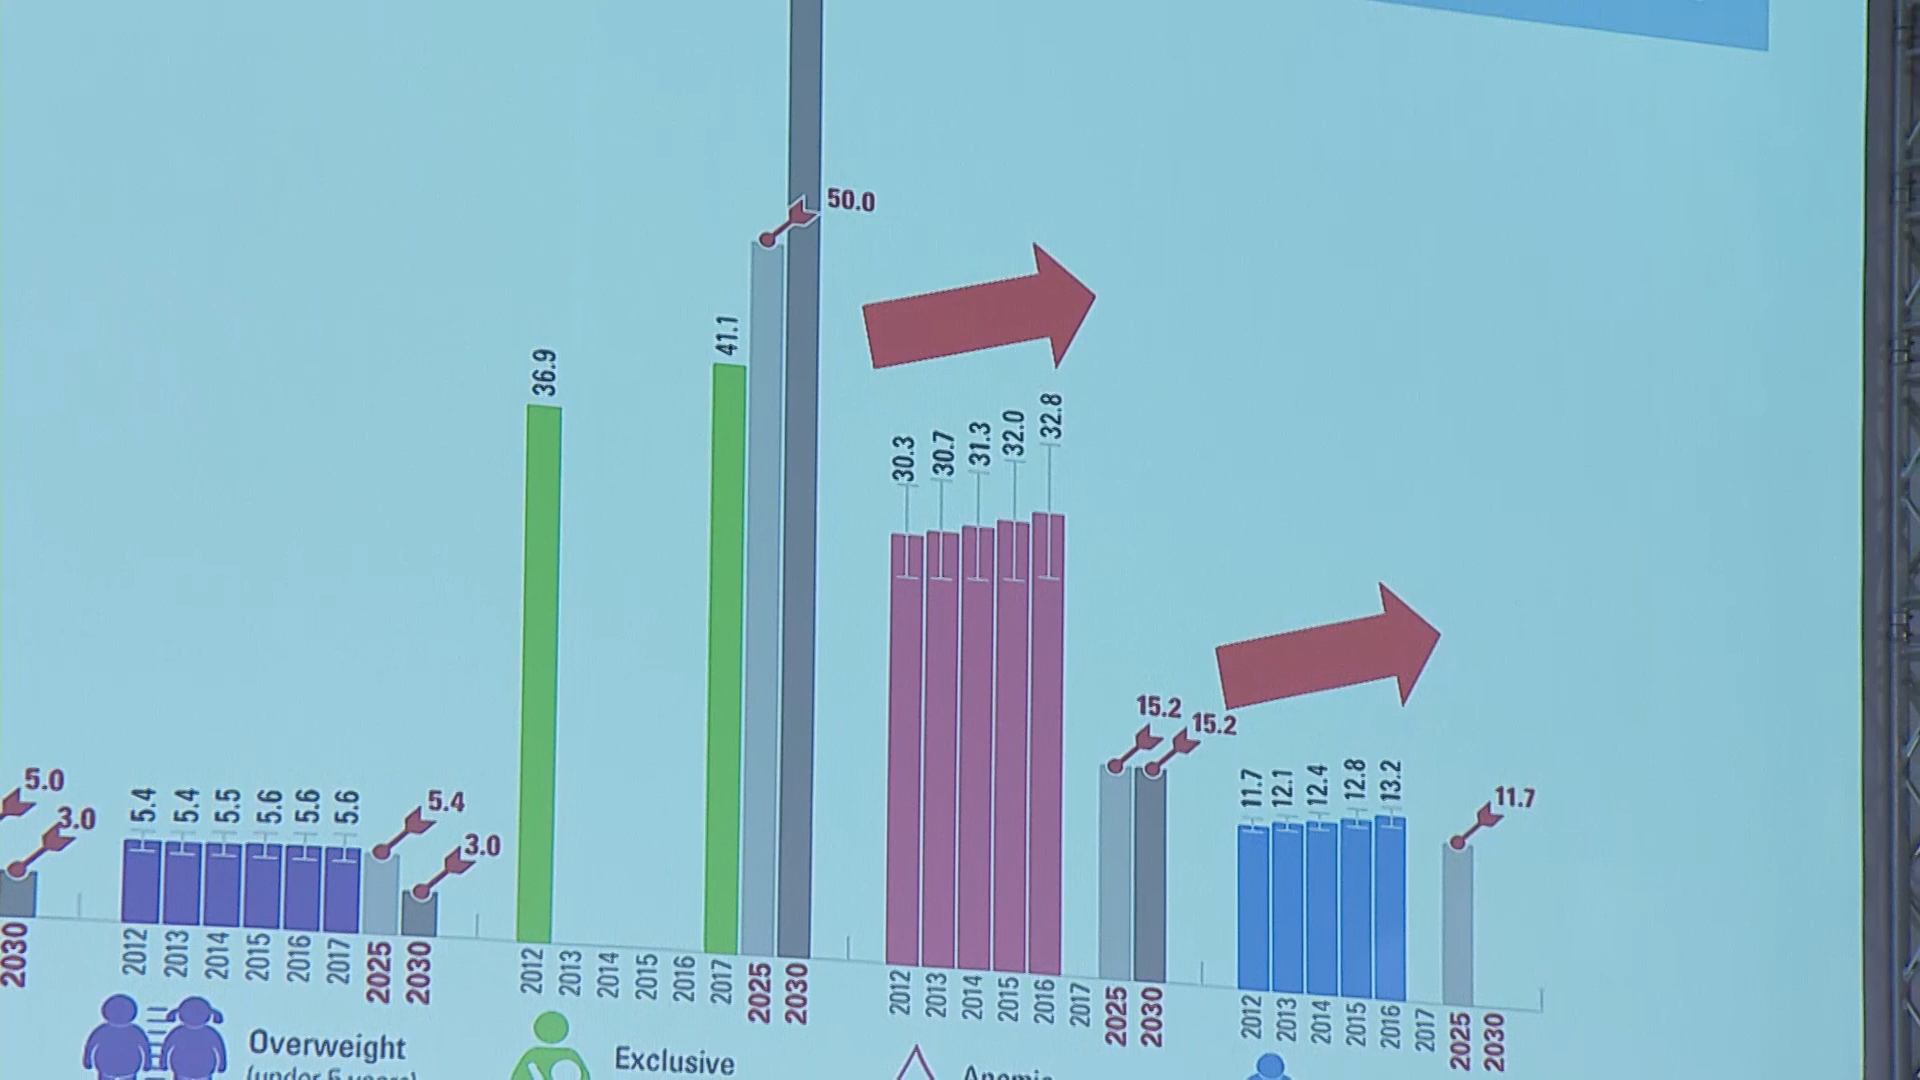 50.0
41.1
36.9
30.3 30.7 31.3 32.0 32.8
15.2 15.2
5.0
3.0
5.4 5.4 5.5 5.6 5.6 5.6
5.4
3.0
11.7 12.1 12.4 12.8 13.2
11.7
2030
2012 2013 2014 2015 2016 2017 2025 2030
2012 2013 2014 2015 2016 2017 2025 2030
2012 2013 2014 2015 2016 2017 2025 2030
2012 2013 2014 2015 2016 2017 2025 2030
Overweight
(under 5 years)
Exclusive